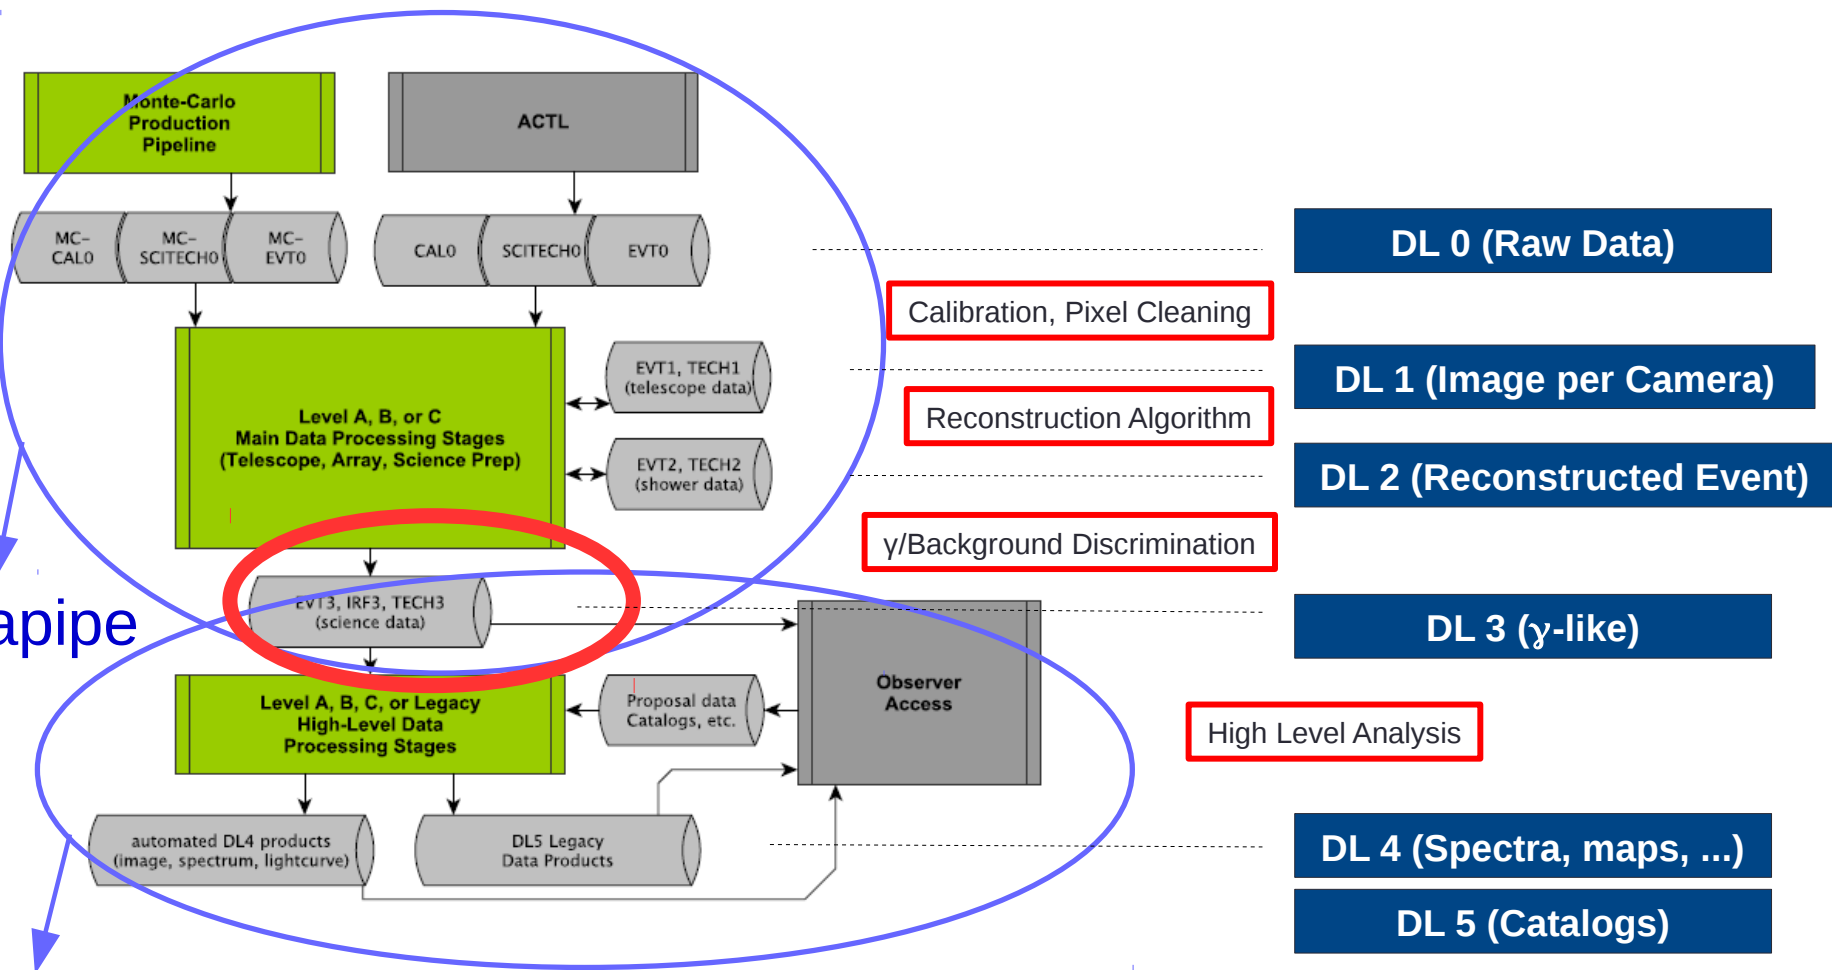 Monte-Carlo
Production
Pipeline
ACTL
MC-
CAL0
MC-
SCITECH0
MC-
EVT0
CAL0
SCITECH0
EVT0
DL 0 (Raw Data)
Calibration, Pixel Cleaning
EVT1, TECH1
(telescope data)
DL 1 (Image per Camera)
Level A, B, or C
Main Data Processing Stages
(Telescope, Array, Science Prep)
Reconstruction Algorithm
EVT2, TECH2
(shower data)
DL 2 (Reconstructed Event)
γ/Background Discrimination
apipe
EVT3, IRF3, TECH3
(science data)
DL 3 (γ-like)
Level A, B, C, or Legacy
High-Level Data
Processing Stages
Proposal data
Catalogs, etc.
Observer
Access
High Level Analysis
automated DL4 products
(image, spectrum, lightcurve)
DL5 Legacy
Data Products
DL 4 (Spectra, maps, ...)
DL 5 (Catalogs)